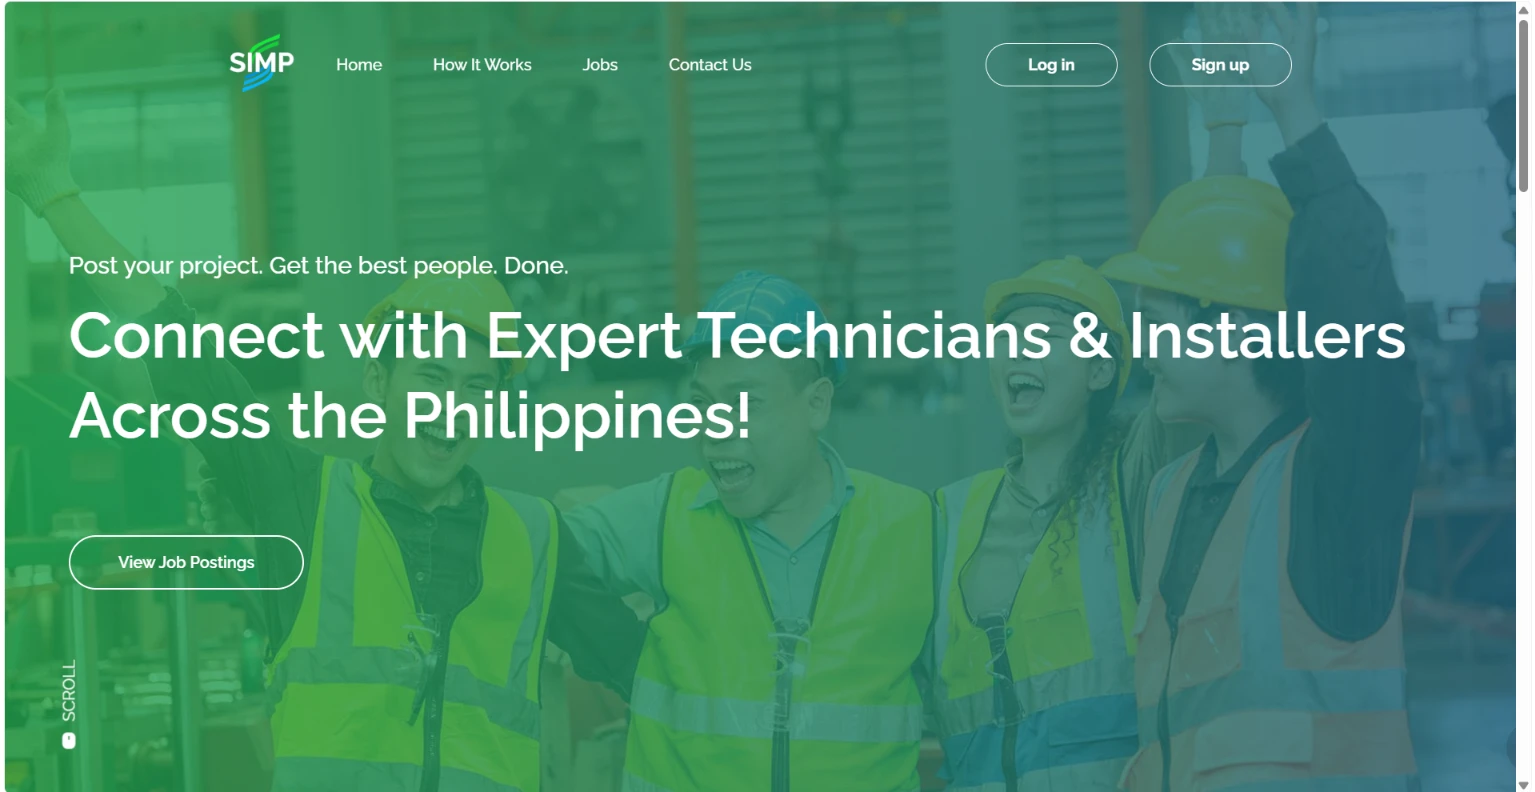 SIMP
Home
How It Works
Jobs
Contact Us
Log in
Sign up
Post your project. Get the best people. Done.
Connect with Expert Technicians & Installers
Across the Philippines!
View Job Postings
SCROLL